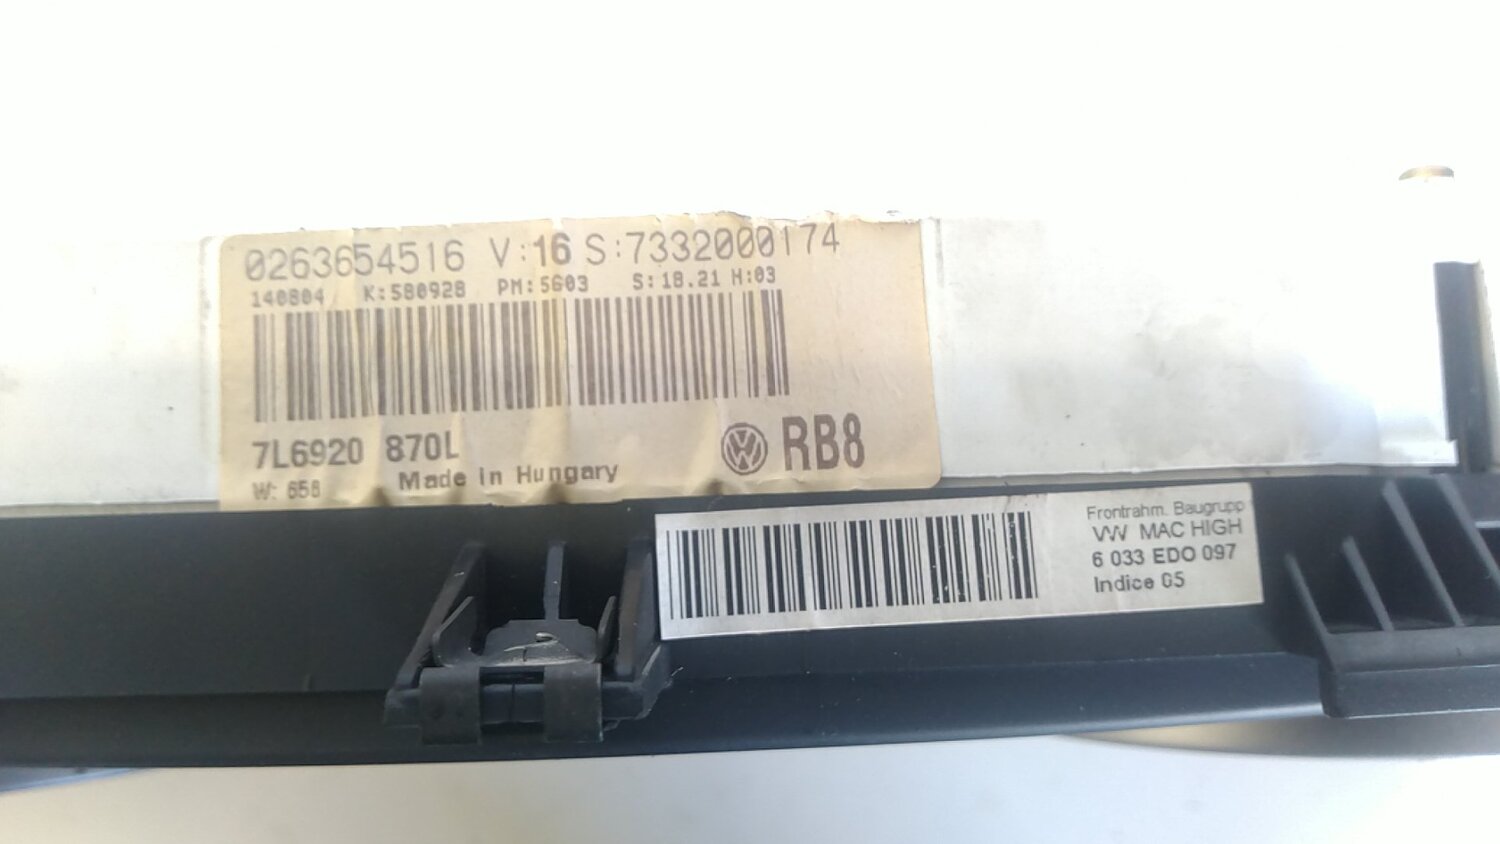 0263654516 V:16 S:7332000174
140804 K:580928 PM:5603 S:18.21 H:03
7L6920 870L RB8
W: 658 Made in Hungary
Frontrahm. Baugrupp
VW MAC HIGH
6 033 EDO 097
Indice 05